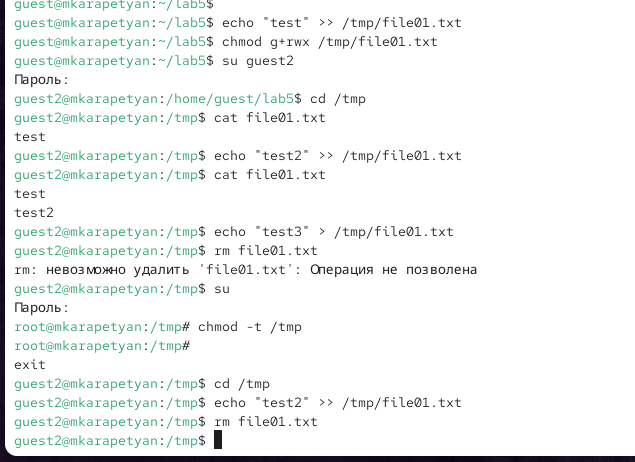 guest@mkarapetyan:~/lab5$
guest@mkarapetyan:~/lab5$ echo "test" >> /tmp/file01.txt
guest@mkarapetyan:~/lab5$ chmod g+rwx /tmp/file01.txt
guest@mkarapetyan:~/lab5$ su guest2
Пароль:
guest2@mkarapetyan:/home/guest/lab5$ cd /tmp
guest2@mkarapetyan:/tmp$ cat file01.txt
test
guest2@mkarapetyan:/tmp$ echo "test2" >> /tmp/file01.txt
guest2@mkarapetyan:/tmp$ cat file01.txt
test
test2
guest2@mkarapetyan:/tmp$ echo "test3" > /tmp/file01.txt
guest2@mkarapetyan:/tmp$ rm file01.txt
rm: невозможно удалить 'file01.txt': Операция не позволена
guest2@mkarapetyan:/tmp$ su
Пароль:
root@mkarapetyan:/tmp# chmod -t /tmp
root@mkarapetyan:/tmp#
exit
guest2@mkarapetyan:/tmp$ cd /tmp
guest2@mkarapetyan:/tmp$ echo "test2" >> /tmp/file01.txt
guest2@mkarapetyan:/tmp$ rm file01.txt
guest2@mkarapetyan:/tmp$